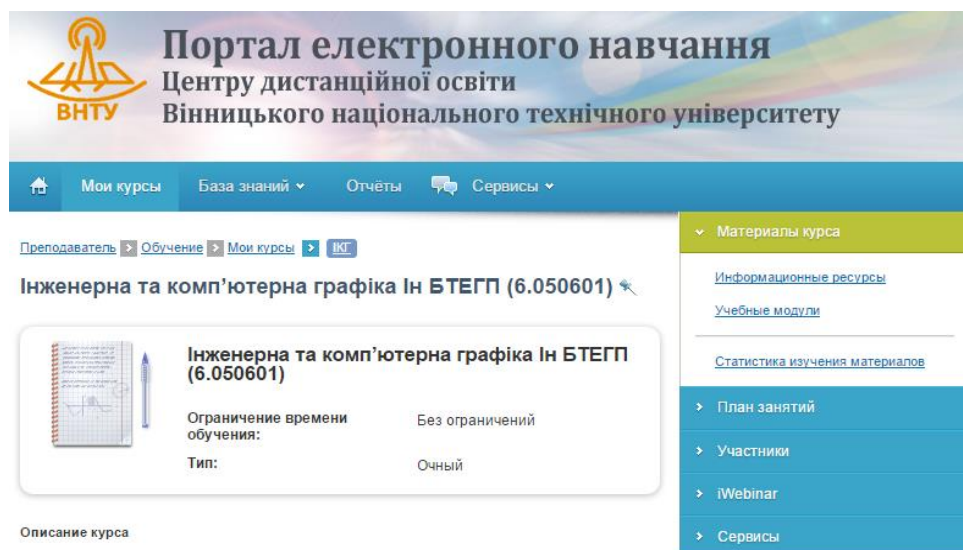 Портал електронного навчання
Центру дистанційної освіти
Вінницького національного технічного університету
ВНТУ
Мои курсы База знаний Отчёты Сервисы
Преподаватель Обучение Мои курсы ІКГ
Інженерна та комп'ютерна графіка Ін БТЕГП (6.050601)
Інженерна та комп'ютерна графіка Ін БТЕГП
(6.050601)
Ограничение времени
обучения:
Без ограничений
Тип: Очный
Описание курса
Материалы курса
Информационные ресурсы
Учебные модули
Статистика изучения материалов
План занятий
Участники
iWebinar
Сервисы